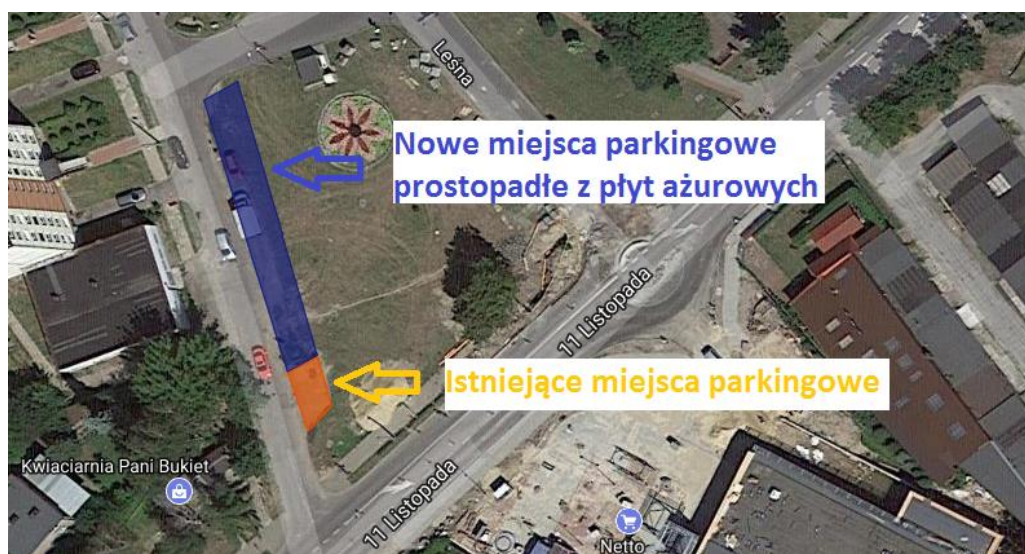 Leśna
Nowe miejsca parkingowe
prostopadłe z płyt ażurowych
11 Listopada
Istniejące miejsca parkingowe
Kwiaciarnia Pani Bukiet
11 Listopada
Netto